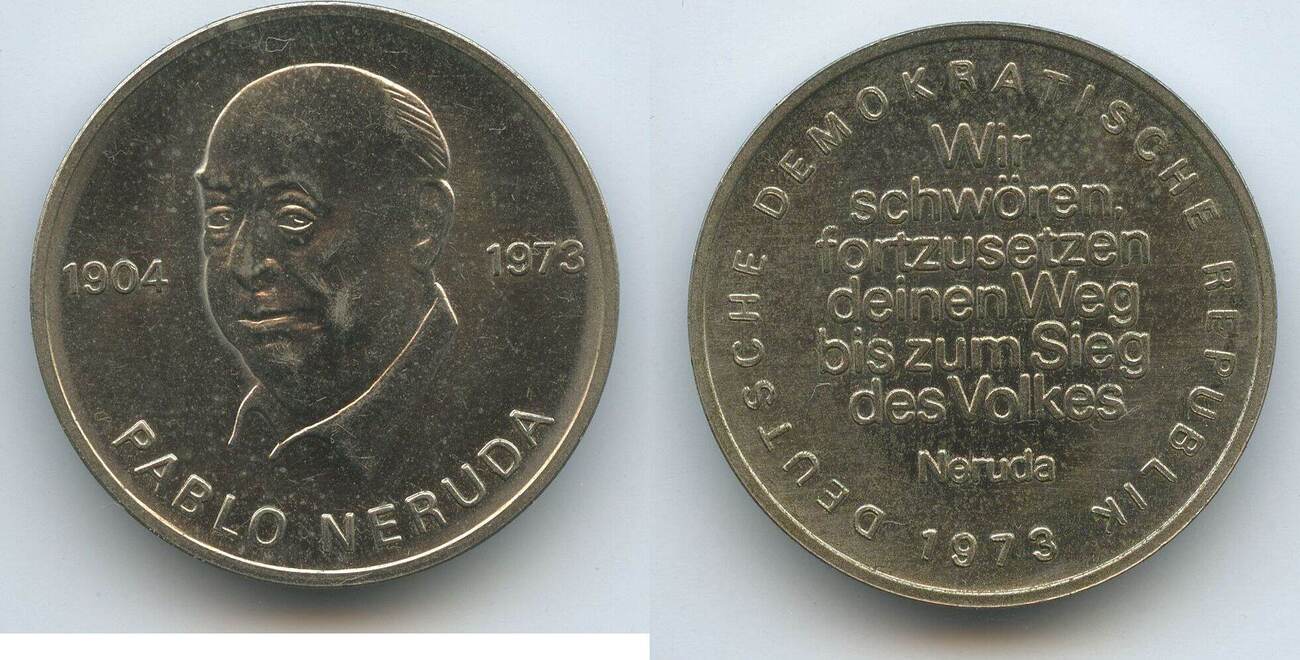 1904
1973
PABLO NERUDA
DEUTSCHE DEMOKRATISCHE REPUBLIK
Wir
schwören,
fortzusetzen
deinen Weg
bis zum Sieg
des Volkes
Neruda
1973